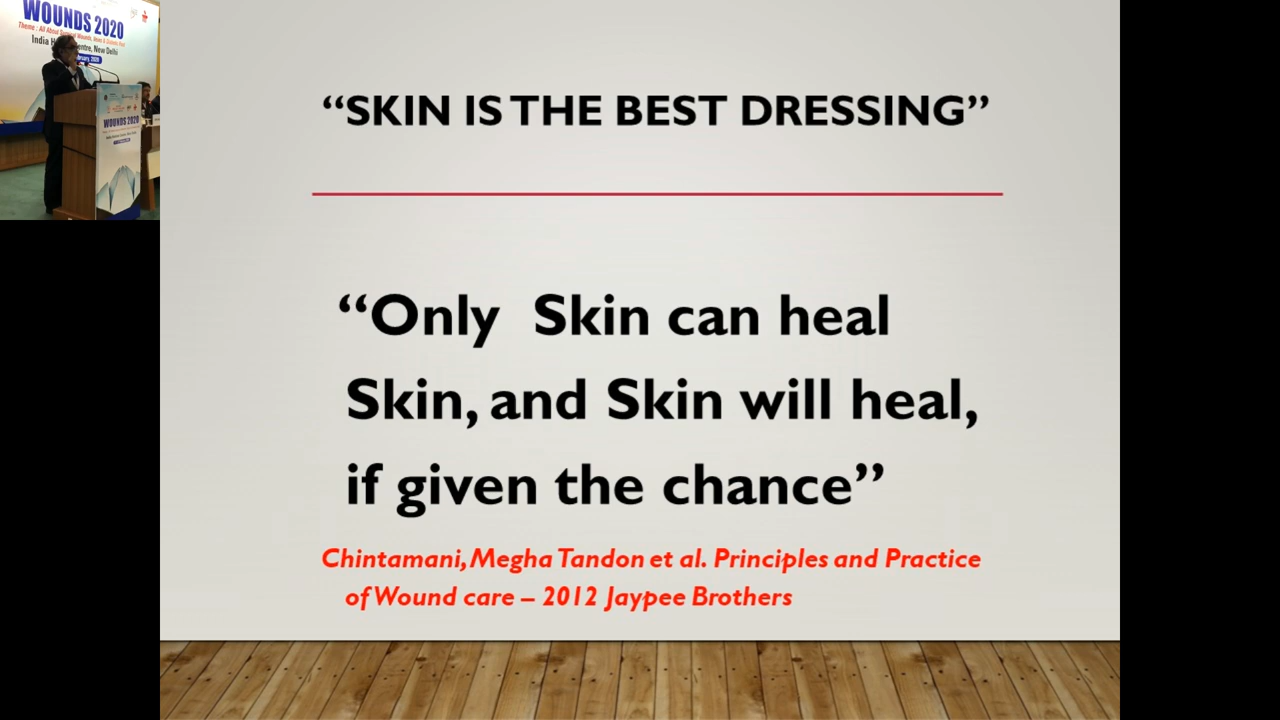 WOUNDS 2020
India H
ntre, New Delhi
WOUNDS 2020
“SKIN IS THE BEST DRESSING”
“Only Skin can heal
Skin, and Skin will heal,
if given the chance”
Chintamani, Megha Tandon et al. Principles and Practice
of Wound care – 2012 Jaypee Brothers